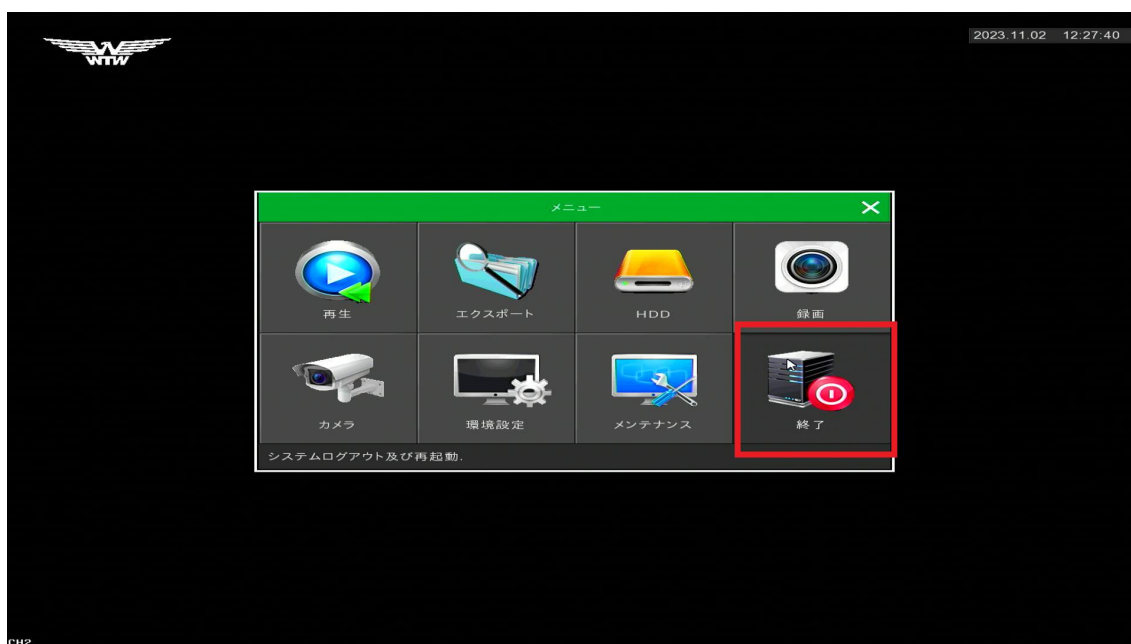 WTW
2023.11.02 12:27:40
メニュー
再生
エクスポート
HDD
録画
カメラ
環境設定
メンテナンス
終了
システムログアウト及び再起動.
CH2